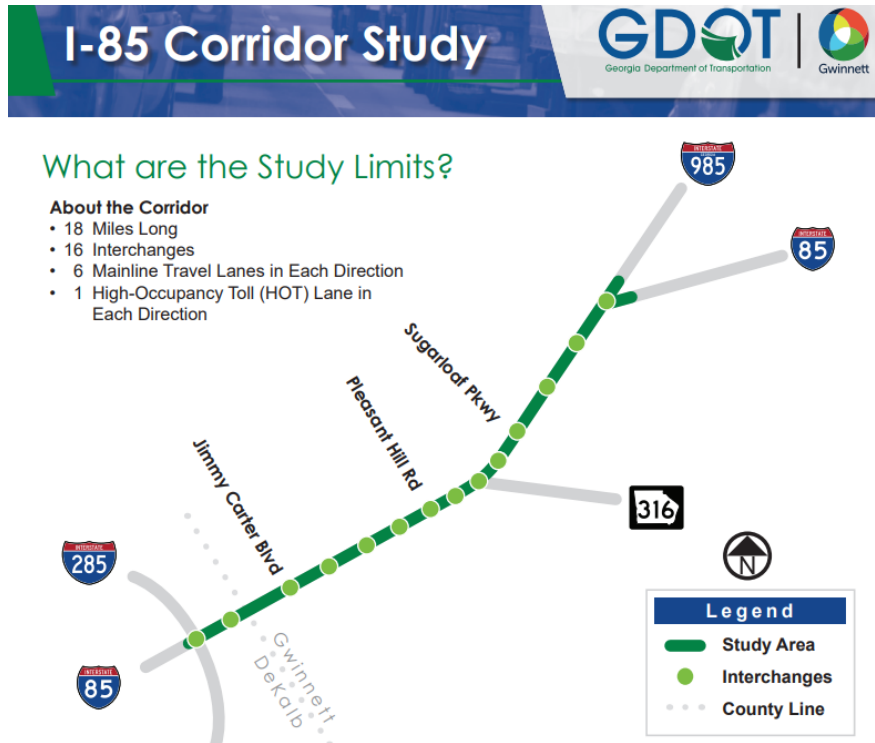 I-85 Corridor Study
GDOT
Georgia Department of Transportation
Gwinnett
What are the Study Limits?
About the Corridor
• 18 Miles Long
• 16 Interchanges
• 6 Mainline Travel Lanes in Each Direction
• 1 High-Occupancy Toll (HOT) Lane in
Each Direction
INTERSTATE
985
INTERSTATE
85
Sugarloaf Pkwy
Pleasant Hill Rd
Jimmy Carter Blvd
316
INTERSTATE
285
INTERSTATE
85
Gwinnett
DeKalb
N
Legend
Study Area
Interchanges
County Line